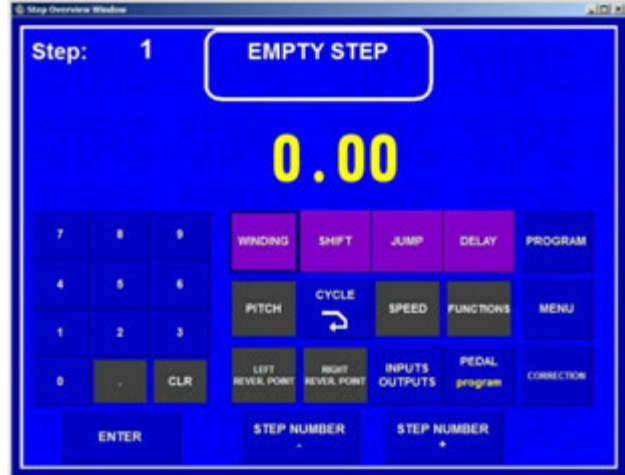 Step Overview Window
Step: 1 EMPTY STEP
0.00
7 8 9 WINDING SHIFT JUMP DELAY PROGRAM
4 5 6 PITCH CYCLE SPEED FUNCTIONS MENU
1 2 3
0 . CLR LEFT REVER. POINT RIGHT REVER. POINT INPUTS OUTPUTS PEDAL program CORRECTION
ENTER STEP NUMBER - STEP NUMBER +